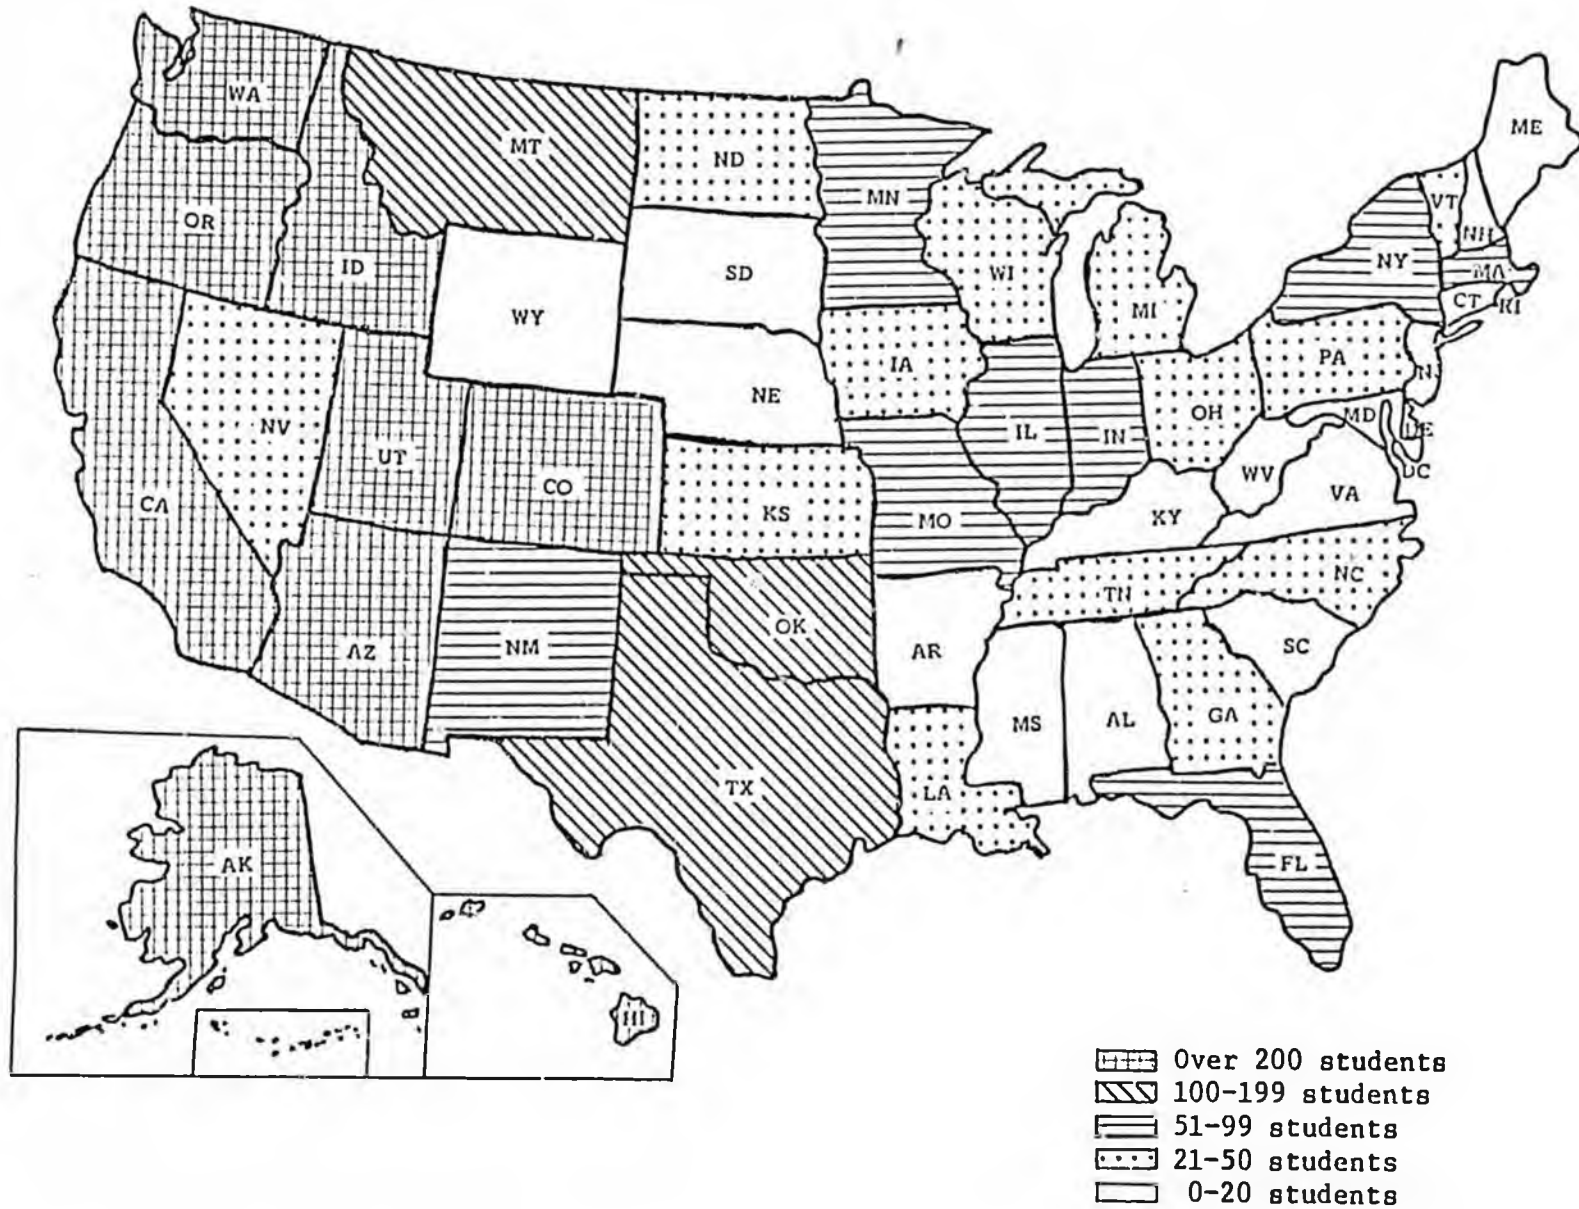 WA
MT
ND
MN
ME
OR
ID
SD
WI
VT
NH
NY
MA
WY
MI
CT
RI
IA
PA
NE
NJ
NV
UT
CO
IL
IN
OH
MD
DE
DC
WV
VA
CA
KS
MO
KY
AZ
NM
OK
TN
NC
AR
SC
MS
AL
GA
TX
LA
FL
AK
HI
Over 200 students
100-199 students
51-99 students
21-50 students
0-20 students